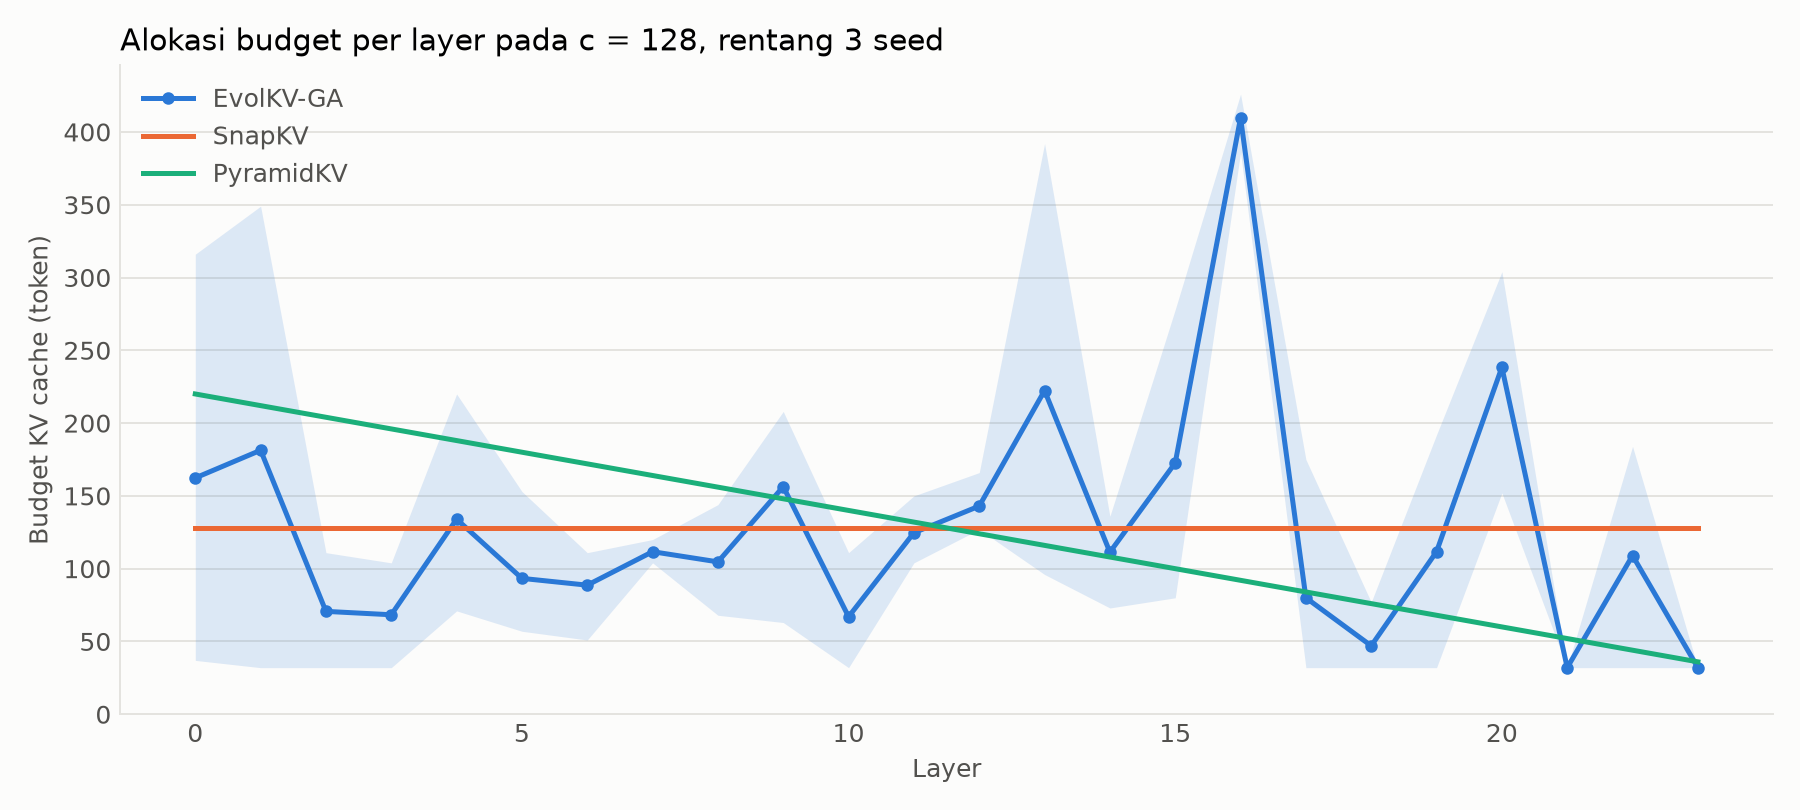 Alokasi budget per layer pada c = 128, rentang 3 seed
EvolKV-GA
SnapKV
PyramidKV
Budget KV cache (token)
400
350
300
250
200
150
100
50
0
0 5 10 15 20
Layer